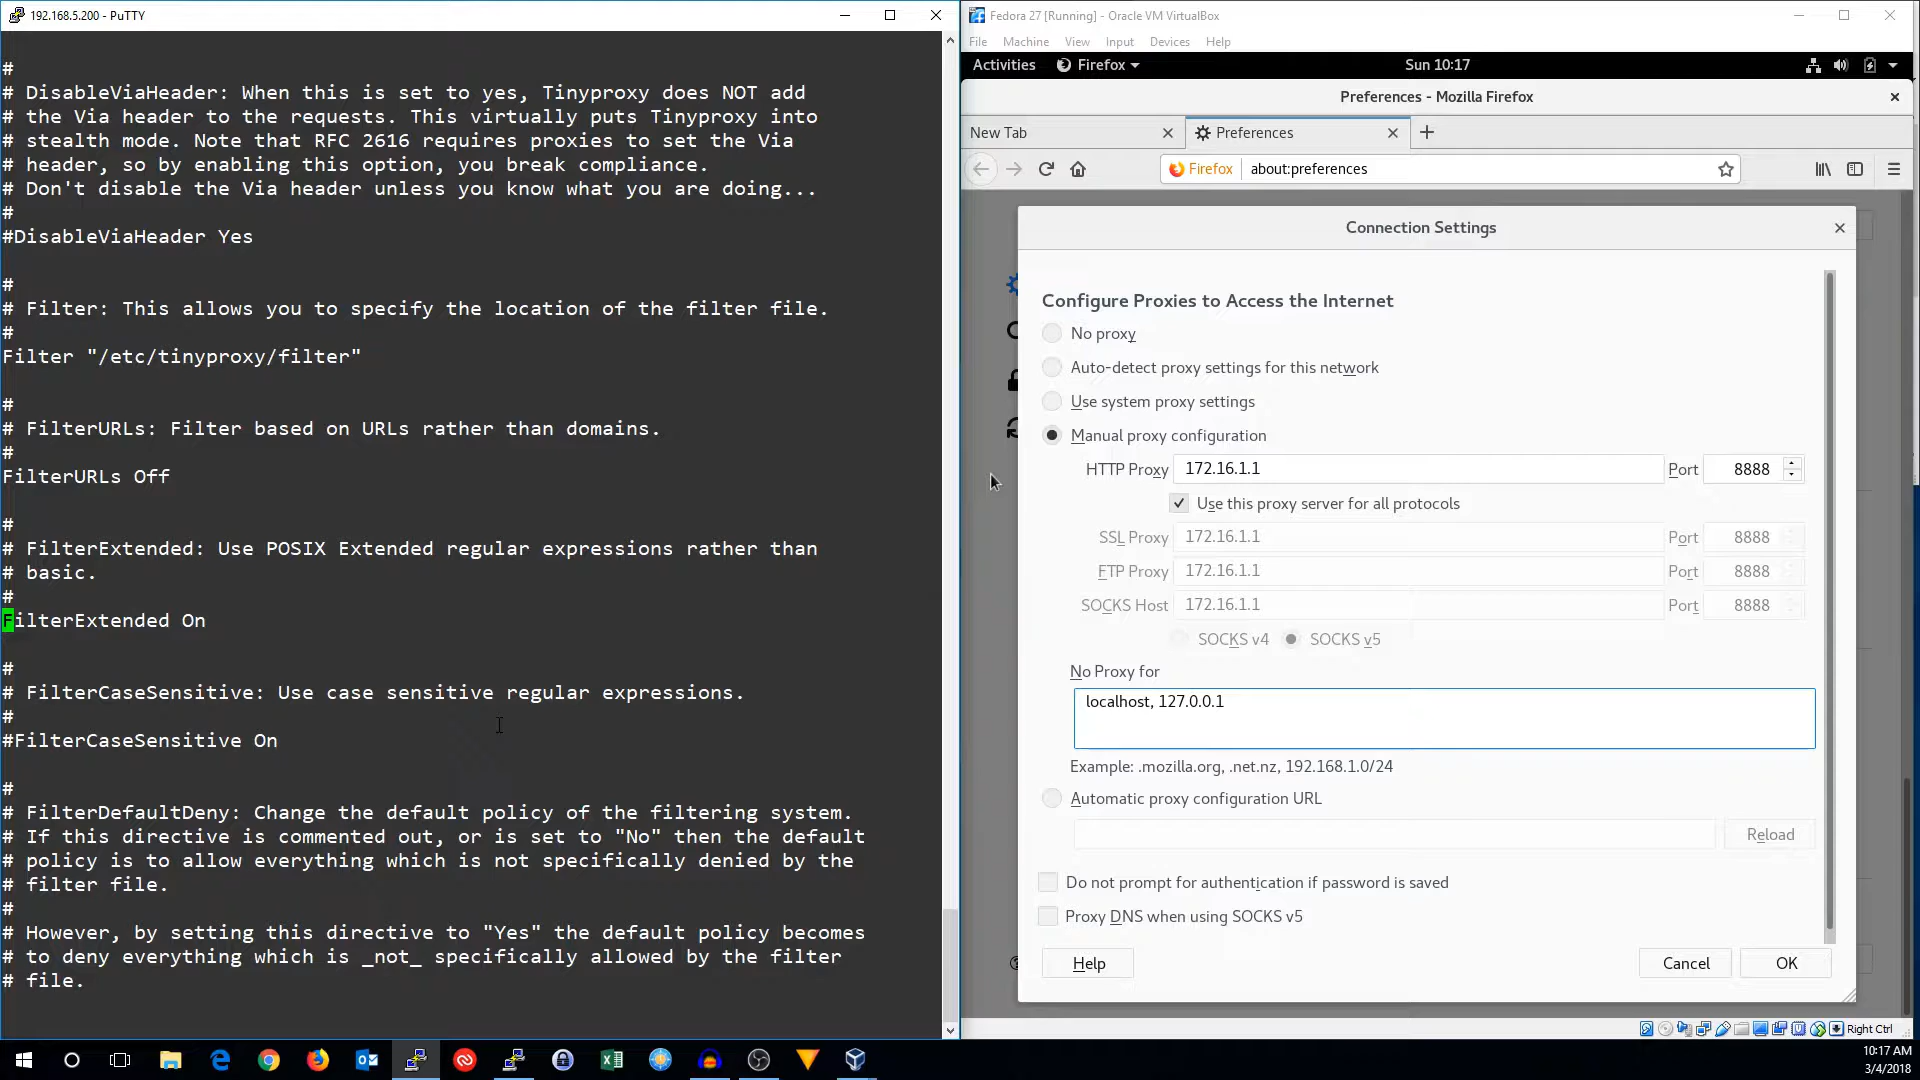 192.168.5.200 - PuTTY
#
# DisableViaHeader: When this is set to yes, Tinyproxy does NOT add
# the Via header to the requests. This virtually puts Tinyproxy into
# stealth mode. Note that RFC 2616 requires proxies to set the Via
# header, so by enabling this option, you break compliance.
# Don't disable the Via header unless you know what you are doing...
#
#DisableViaHeader Yes
#
# Filter: This allows you to specify the location of the filter file.
#
Filter "/etc/tinyproxy/filter"
#
# FilterURLs: Filter based on URLs rather than domains.
#
FilterURLs Off
#
# FilterExtended: Use POSIX Extended regular expressions rather than
# basic.
#
FilterExtended On
#
# FilterCaseSensitive: Use case sensitive regular expressions.
#
#FilterCaseSensitive On
#
# FilterDefaultDeny: Change the default policy of the filtering system.
# If this directive is commented out, or is set to "No" then the default
# policy is to allow everything which is not specifically denied by the
# filter file.
#
# However, by setting this directive to "Yes" the default policy becomes
# to deny everything which is _not_ specifically allowed by the filter
# file.
Fedora 27 [Running] - Oracle VM VirtualBox
File Machine View Input Devices Help
Activities Firefox Sun 10:17
Preferences - Mozilla Firefox
New Tab Preferences
Firefox about:preferences
Connection Settings
Configure Proxies to Access the Internet
No proxy
Auto-detect proxy settings for this network
Use system proxy settings
Manual proxy configuration
HTTP Proxy 172.16.1.1 Port 8888
Use this proxy server for all protocols
SSL Proxy 172.16.1.1 Port 8888
FTP Proxy 172.16.1.1 Port 8888
SOCKS Host 172.16.1.1 Port 8888
SOCKS v4 SOCKS v5
No Proxy for
localhost, 127.0.0.1
Example: .mozilla.org, .net.nz, 192.168.1.0/24
Automatic proxy configuration URL
Reload
Do not prompt for authentication if password is saved
Proxy DNS when using SOCKS v5
Help Cancel OK
Right Ctrl
10:17 AM
3/4/2018